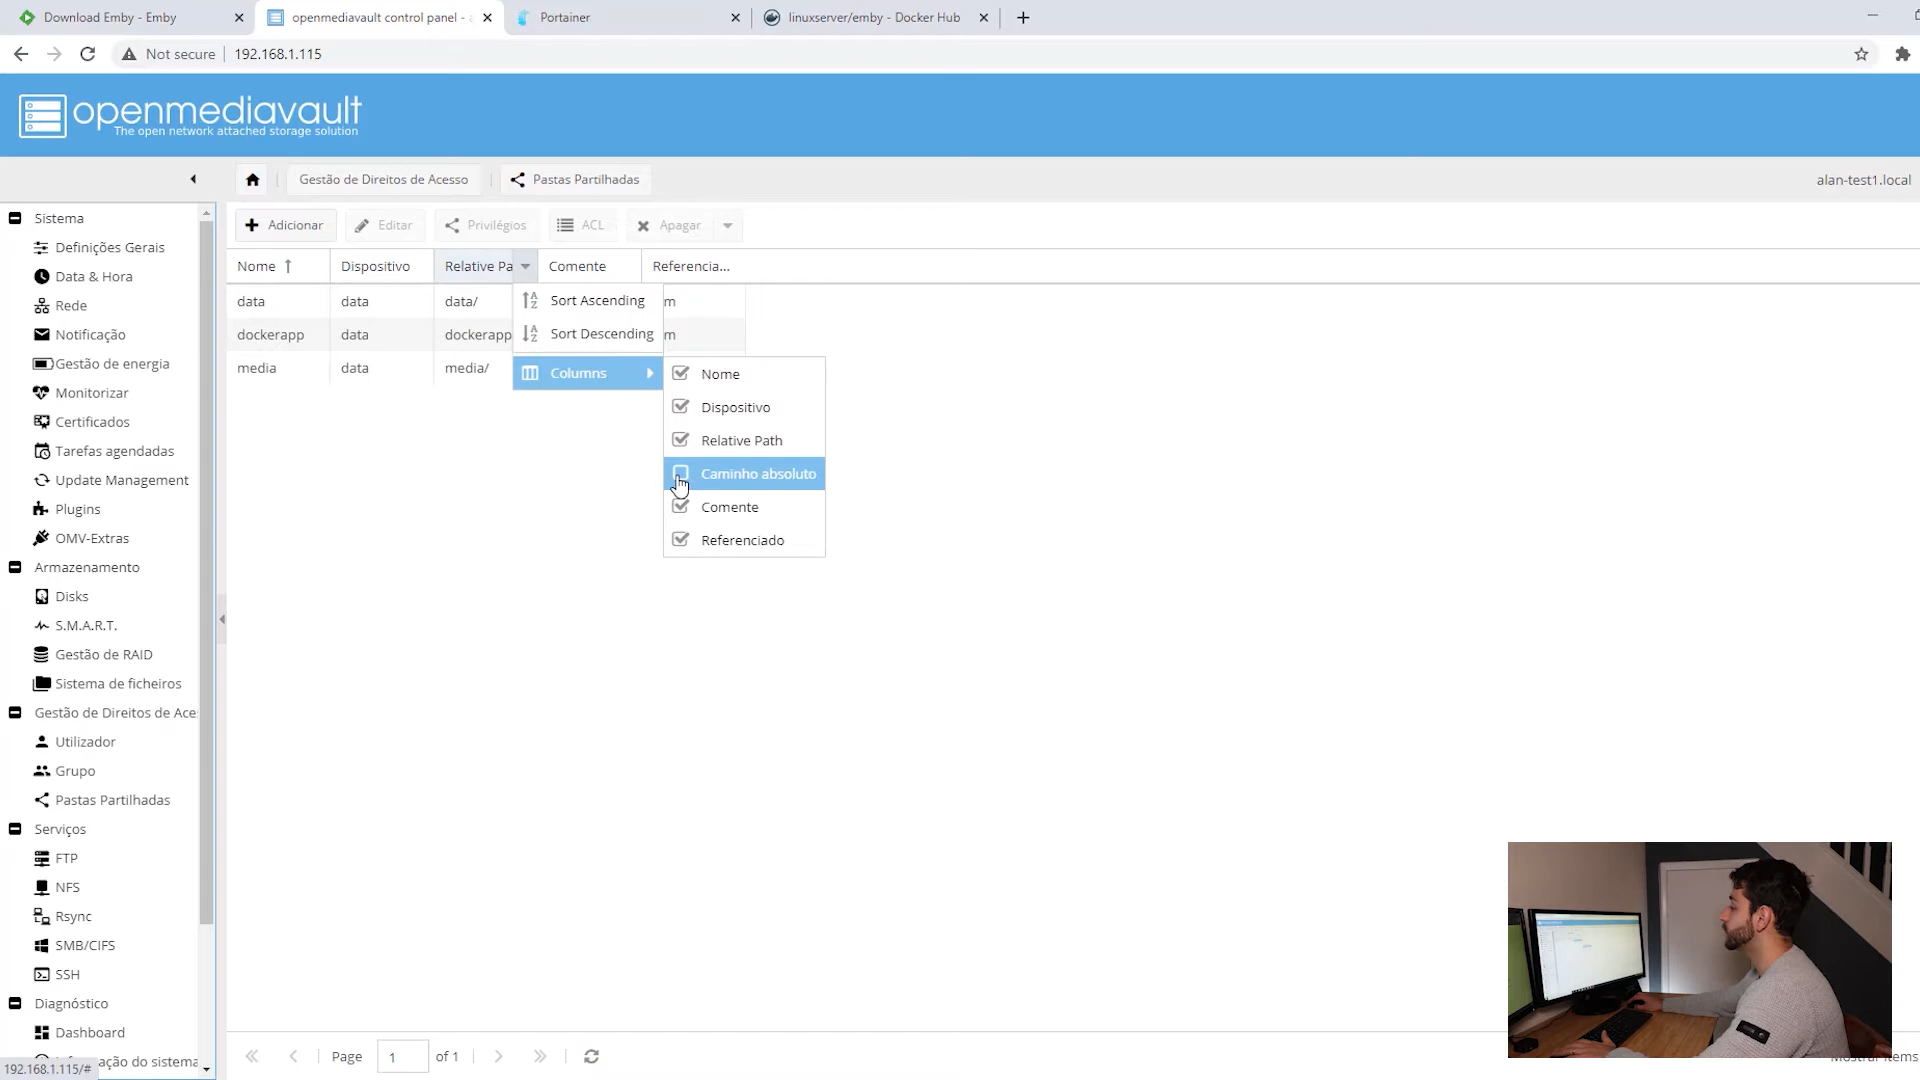 Download Emby - Emby
openmediavault control panel -
Portainer
linuxserver/emby - Docker Hub
Not secure
192.168.1.115
openmediavault
The open network attached storage solution
Gestão de Direitos de Acesso
Pastas Partilhadas
alan-test1.local
Sistema
Definições Gerais
Data & Hora
Rede
Notificação
Gestão de energia
Monitorizar
Certificados
Tarefas agendadas
Update Management
Plugins
OMV-Extras
Armazenamento
Disks
S.M.A.R.T.
Gestão de RAID
Sistema de ficheiros
Gestão de Direitos de Ace
Utilizador
Grupo
Pastas Partilhadas
Serviços
FTP
NFS
Rsync
SMB/CIFS
SSH
Diagnóstico
Dashboard
ação do sistema
192.168.1.115/#
Adicionar
Editar
Privilégios
ACL
Apagar
Nome
Dispositivo
Relative Pa
Comente
Referencia...
data
data
data/
m
dockerapp
data
dockerapp
m
media
data
media/
Sort Ascending
Sort Descending
Columns
Nome
Dispositivo
Relative Path
Caminho absoluto
Comente
Referenciado
Page
1
of 1
Mostrar items